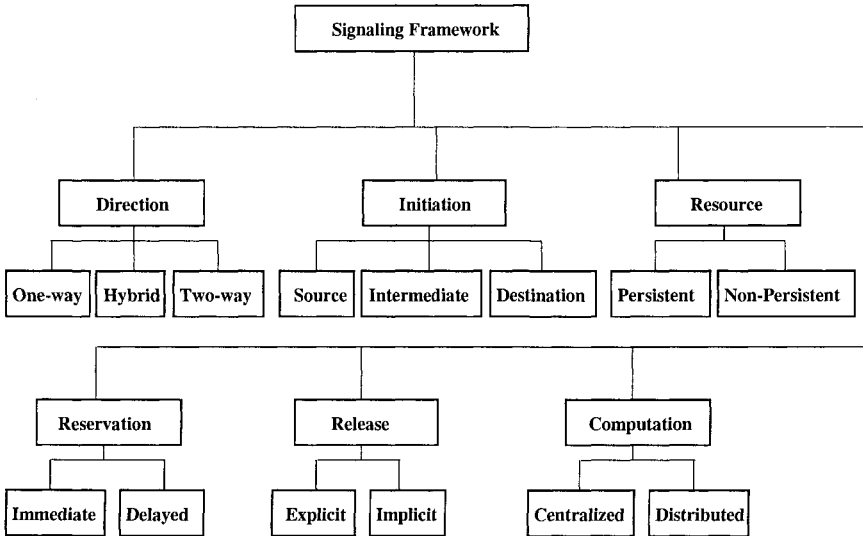 Signaling Framework
Direction Initiation Resource
One-way Hybrid Two-way Source Intermediate Destination Persistent Non-Persistent
Reservation Release Computation
Immediate Delayed Explicit Implicit Centralized Distributed